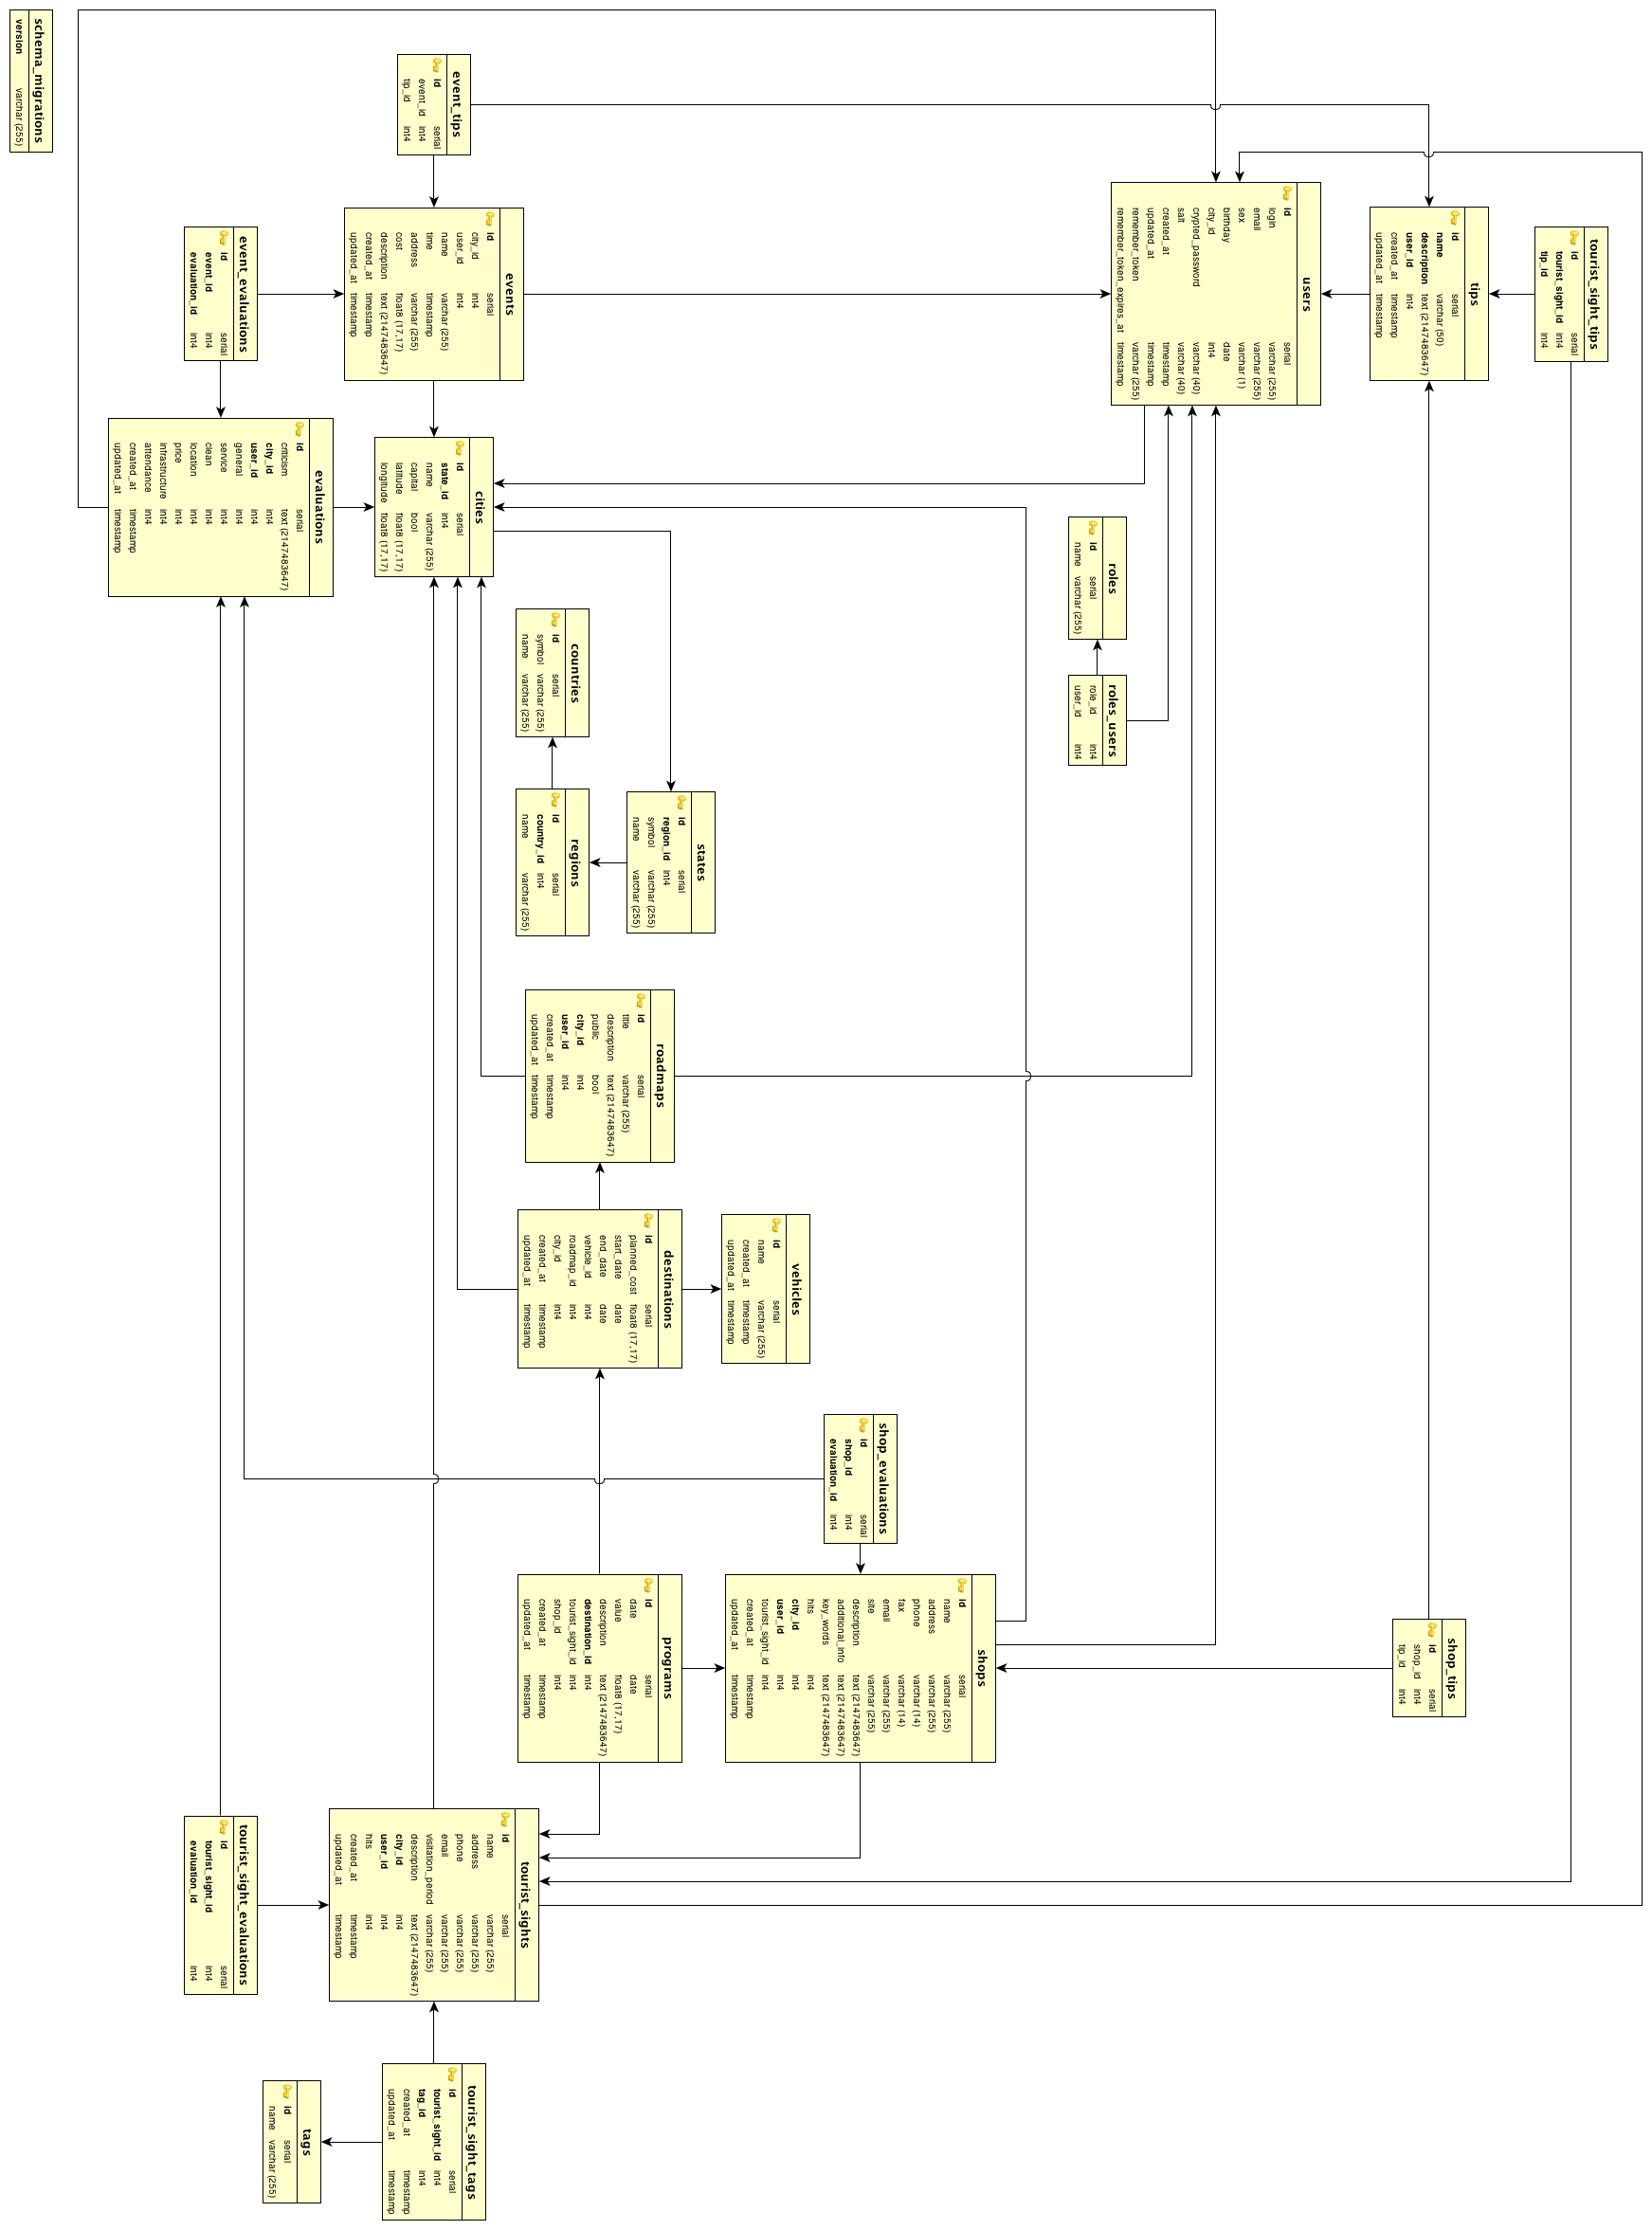 tourist_sight_tips
id serial
tourist_sight_id int4
tip_id int4
tips
id serial
name varchar (50)
description text (2147483647)
user_id int4
created_at timestamp
updated_at timestamp
shop_tips
id serial
shop_id int4
tip_id int4
users
id serial
login varchar (255)
email varchar (255)
sex varchar (1)
birthday date
city_id int4
crypted_password varchar (40)
salt varchar (40)
created_at timestamp
updated_at timestamp
remember_token varchar (255)
remember_token_expires_at timestamp
roles
id serial
name varchar (255)
roles_users
role_id int4
user_id int4
shops
id serial
name varchar (255)
address varchar (255)
phone varchar (14)
fax varchar (14)
email varchar (255)
site varchar (255)
description text (2147483647)
additional_info text (2147483647)
key_words text (2147483647)
hits int4
city_id int4
user_id int4
tourist_sight_id int4
created_at timestamp
updated_at timestamp
shop_evaluations
id serial
shop_id int4
evaluation_id int4
vehicles
id serial
name varchar (255)
created_at timestamp
updated_at timestamp
states
id serial
region_id int4
symbol varchar (255)
name varchar (255)
roadmaps
id serial
title varchar (255)
description text (2147483647)
public bool
city_id int4
user_id int4
created_at timestamp
updated_at timestamp
destinations
id serial
planned_cost float8 (17,17)
start_date date
end_date date
vehicle_id int4
roadmap_id int4
city_id int4
created_at timestamp
updated_at timestamp
programs
id serial
date date
value float8 (17,17)
description text (2147483647)
destination_id int4
tourist_sight_id int4
shop_id int4
created_at timestamp
updated_at timestamp
countries
id serial
symbol varchar (255)
name varchar (255)
regions
id serial
country_id int4
name varchar (255)
tourist_sights
id serial
name varchar (255)
address varchar (255)
phone varchar (255)
email varchar (255)
visitation_period varchar (255)
description text (2147483647)
city_id int4
user_id int4
hits int4
created_at timestamp
updated_at timestamp
events
id serial
city_id int4
user_id int4
name varchar (255)
time timestamp
address varchar (255)
cost float8 (17,17)
description text (2147483647)
created_at timestamp
updated_at timestamp
cities
id serial
state_id int4
name varchar (255)
capital bool
latitude float8 (17,17)
longitude float8 (17,17)
tourist_sight_tags
id serial
tourist_sight_id int4
tag_id int4
created_at timestamp
updated_at timestamp
event_tips
id serial
event_id int4
tip_id int4
evaluations
id serial
criticism text (2147483647)
city_id int4
user_id int4
general int4
service int4
clean int4
location int4
price int4
infrastructure int4
attendance int4
created_at timestamp
updated_at timestamp
tags
id serial
name varchar (255)
event_evaluations
id serial
event_id int4
evaluation_id int4
tourist_sight_evaluations
id serial
tourist_sight_id int4
evaluation_id int4
schema_migrations
version varchar (255)